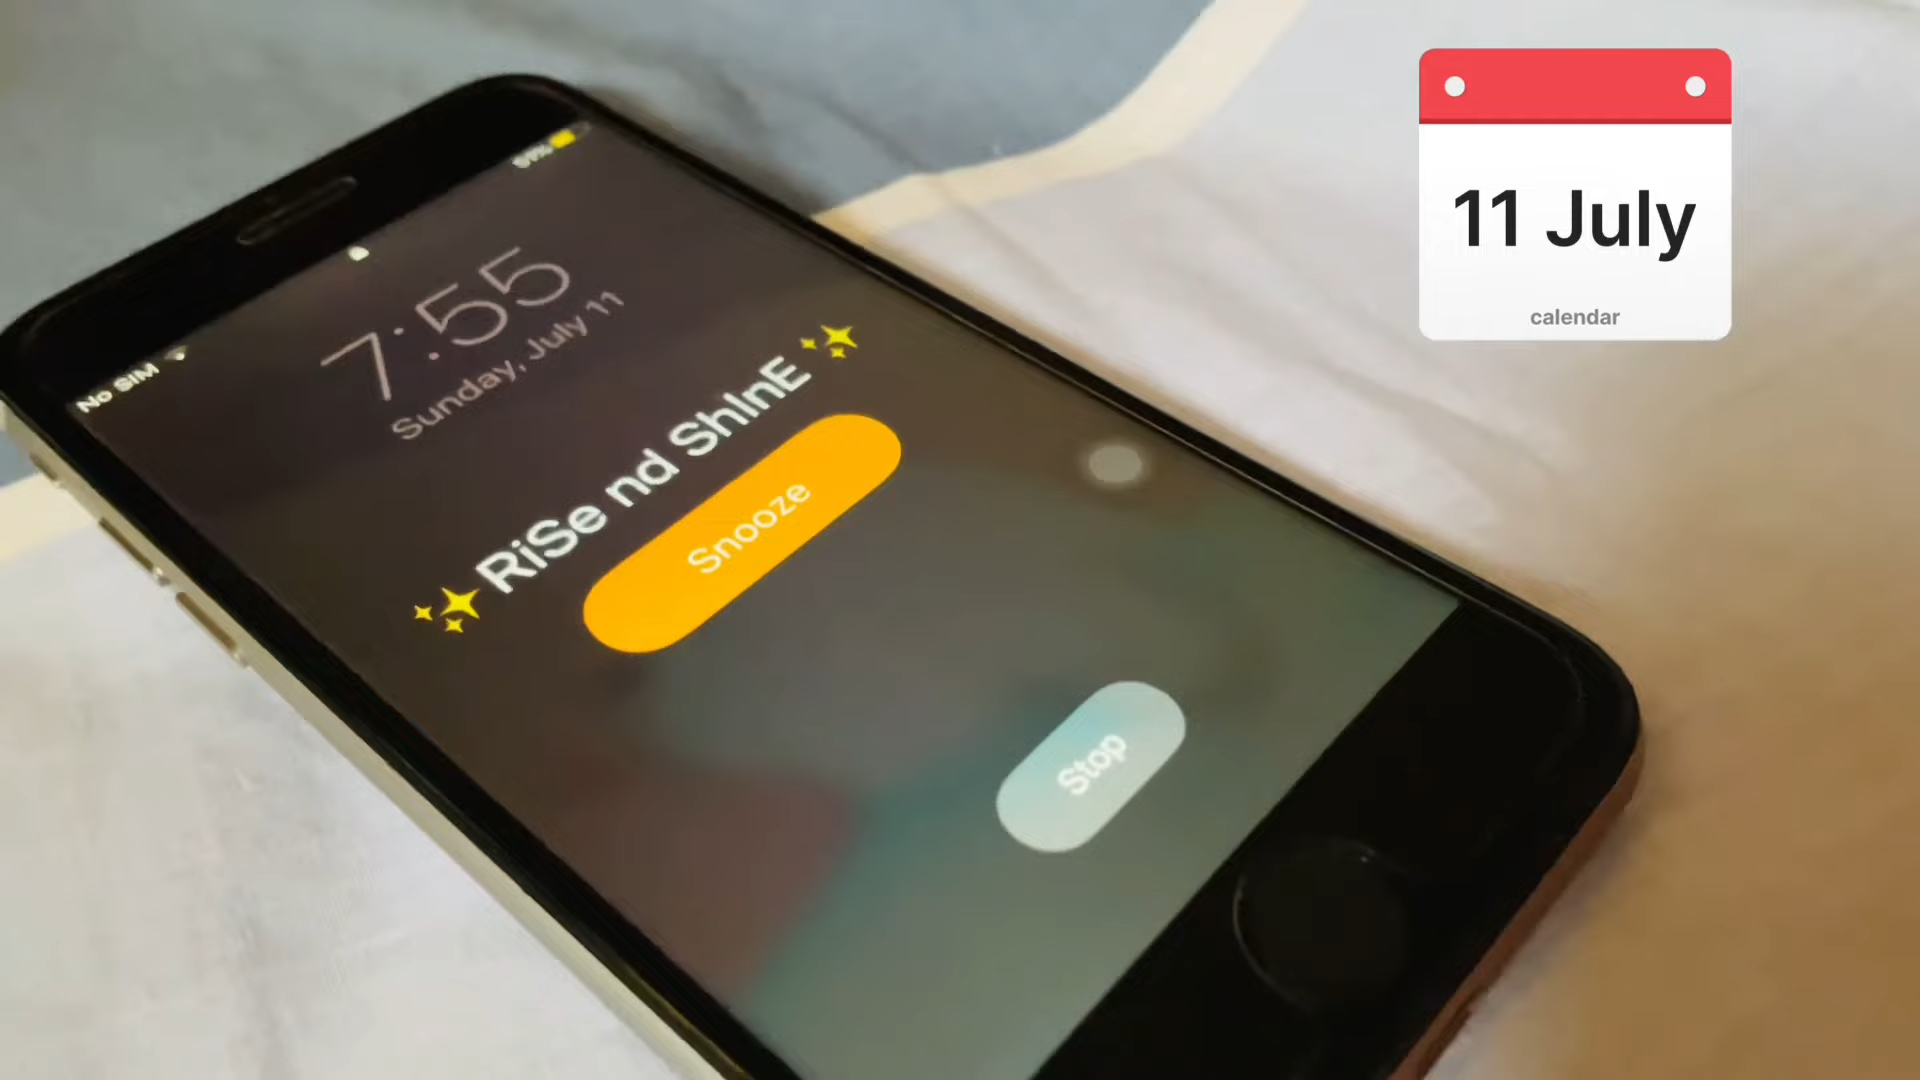 No SIM
7:55
Sunday, July 11
✨ RiSe nd ShInE ✨
Snooze
Stop
11 July
calendar